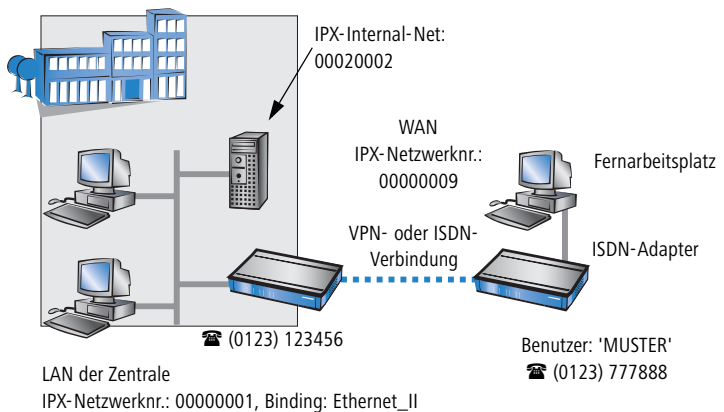 IPX-Internal-Net:
00020002
WAN
IPX-Netzwerknr.:
00000009
Fernarbeitsplatz
VPN- oder ISDN-
Verbindung
ISDN-Adapter
☎ (0123) 123456
Benutzer: 'MUSTER'
☎ (0123) 777888
LAN der Zentrale
IPX-Netzwerknr.: 00000001, Binding: Ethernet_II